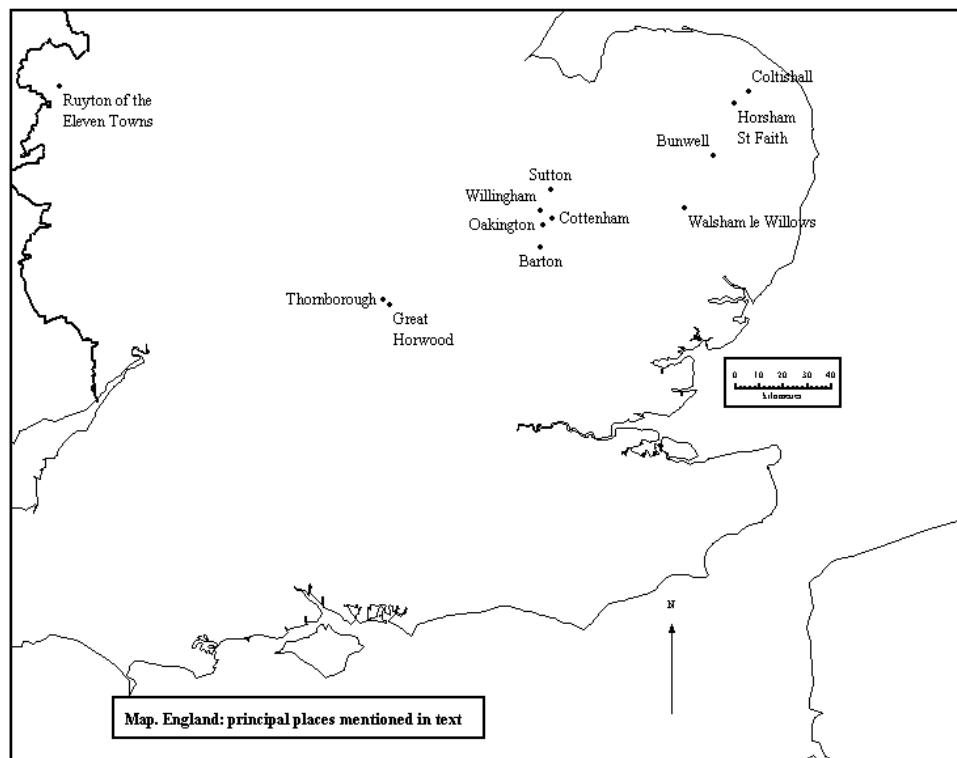 Coltishall
Ruyton of the
Eleven Towns
Horsham
St Faith
Bunwell
Sutton
Willingham
Cottenham
Oakington
Walsham le Willows
Barton
Thornborough
Great
Horwood
0 10 20 30 40
kilometres
N
Map. England: principal places mentioned in text